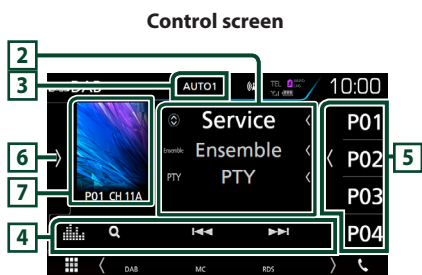 Control screen
2
3
DAB
AUTO1
TEL
10:00
Service
P01
Ensemble
Ensemble
P02
5
6
PTY
PTY
7
P01 CH 11A
P03
4
P04
DAB
MC
RDS